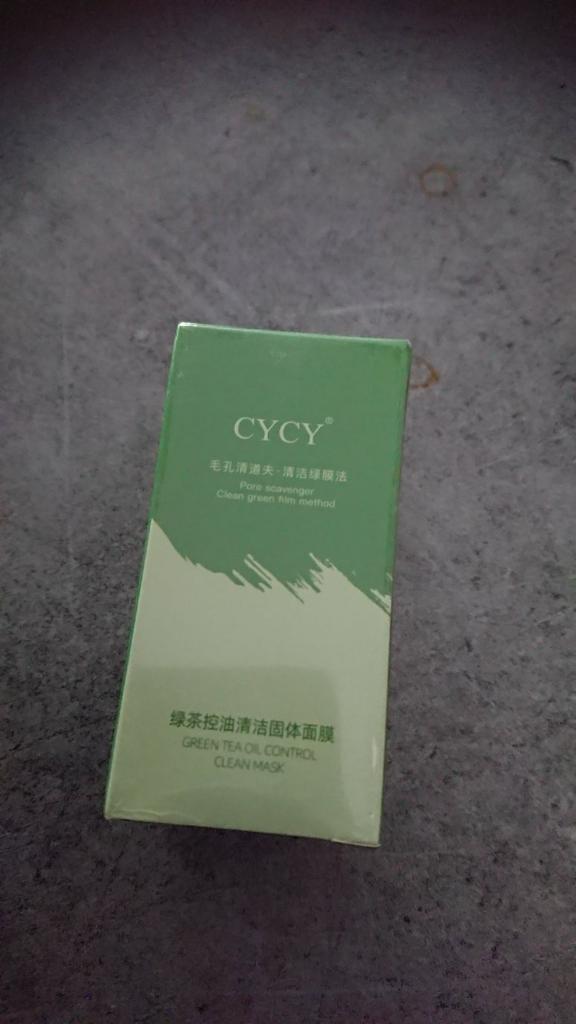 CYCY®
毛孔清道夫·清洁绿膜法
Pore scavenger
Clean green film method
绿茶控油清洁固体面膜
GREEN TEA OIL CONTROL
CLEAN MASK